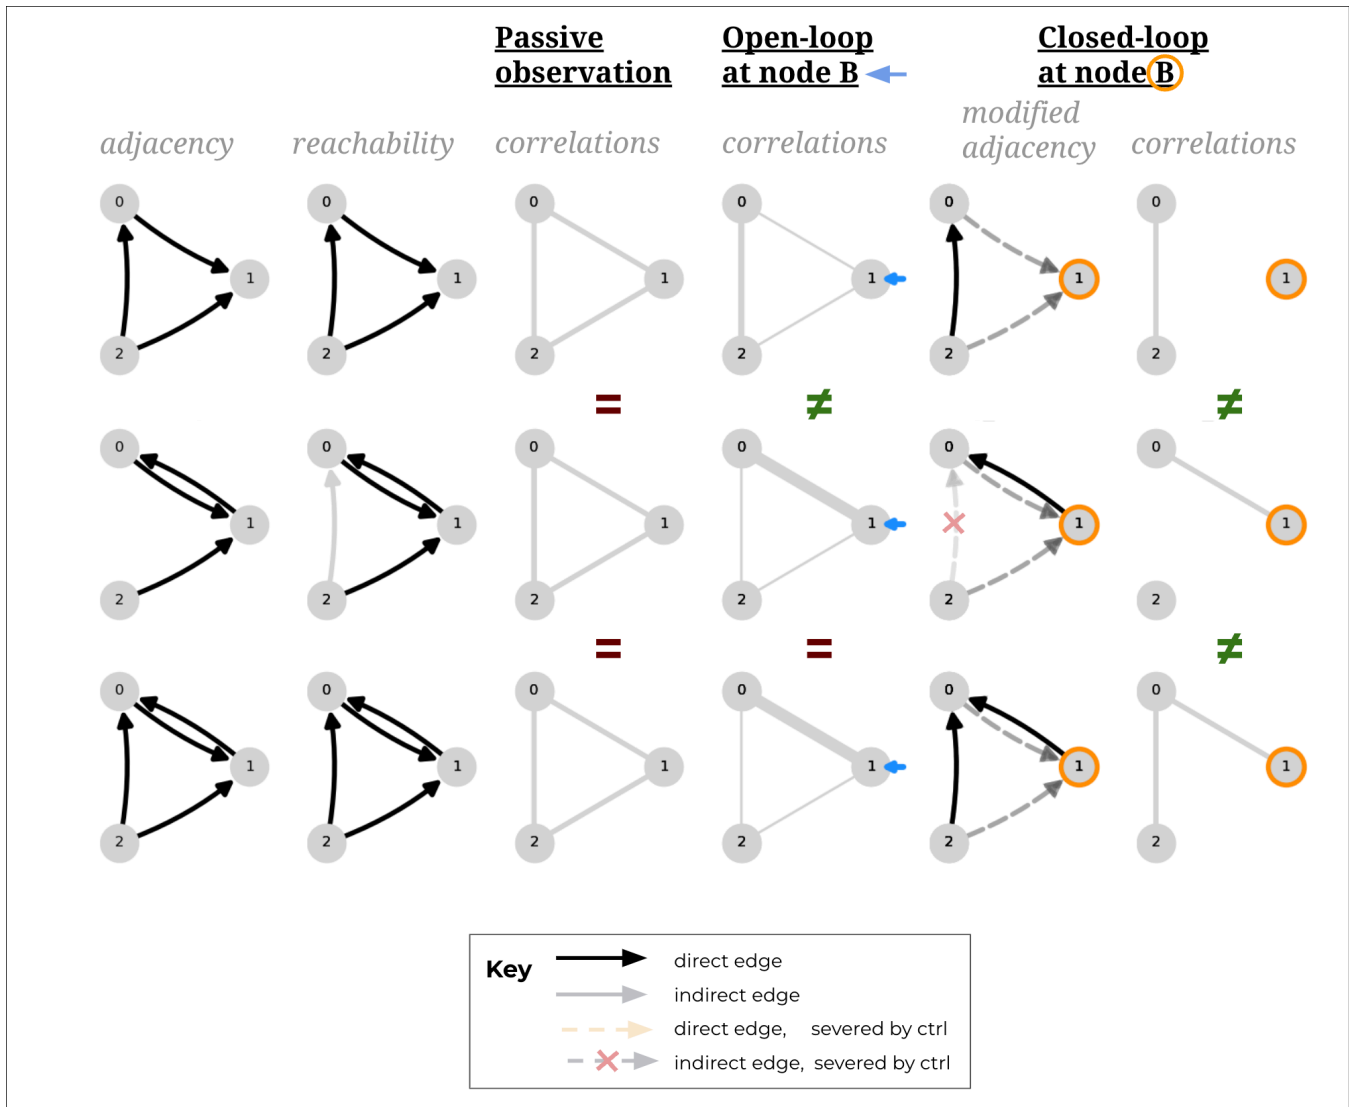 Passive
observation
Open-loop
at node B
Closed-loop
at node B
adjacency
reachability
correlations
correlations
modified
adjacency
correlations
0 0 0 0 0 0
1 1 1 1 1 1
2 2 2 2 2 2
= ≠ ≠
0 0 0 0 0 0
1 1 1 1 1 1
2 2 2 2 2 2
= = ≠
0 0 0 0 0 0
1 1 1 1 1 1
2 2 2 2 2 2
Key
direct edge
indirect edge
direct edge, severed by ctrl
indirect edge, severed by ctrl